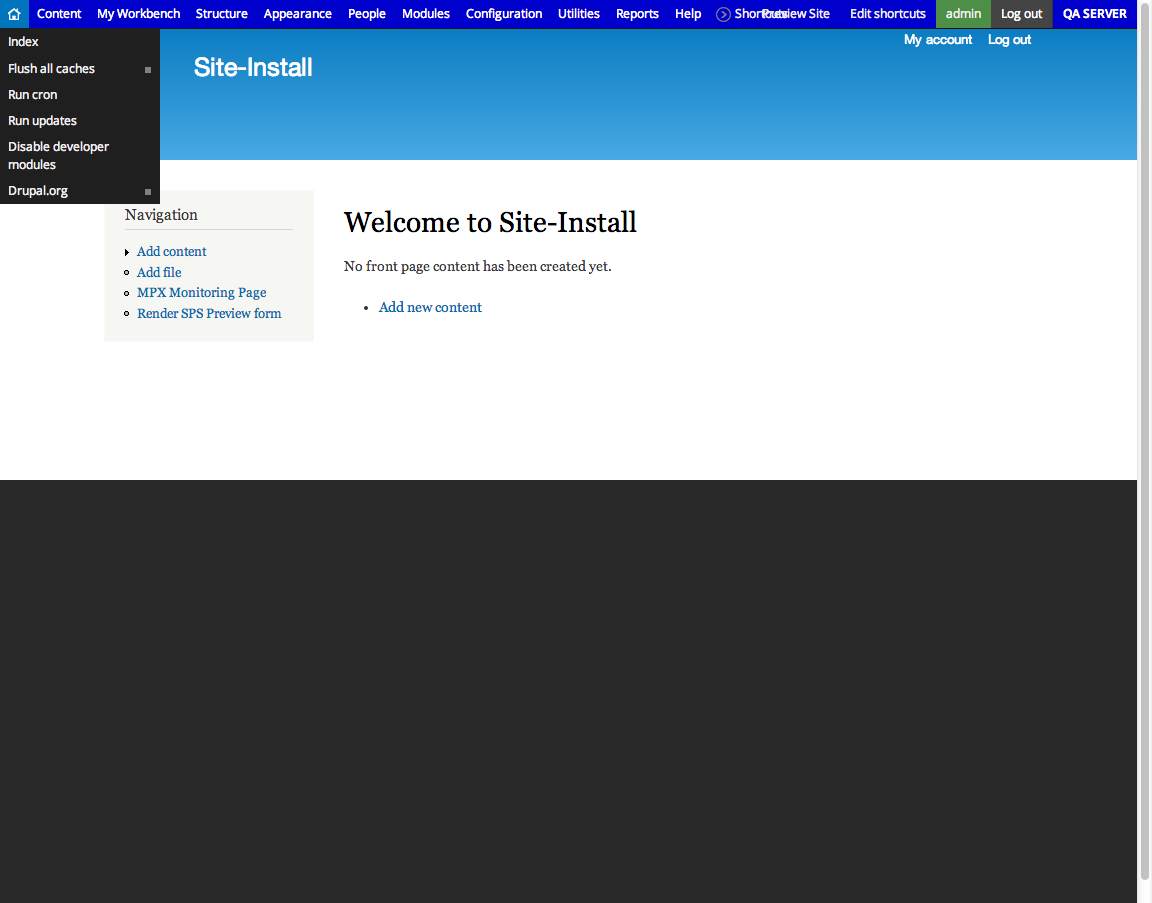 Content My Workbench Structure Appearance People Modules Configuration Utilities Reports Help Shortcuts Preview Site Edit shortcuts admin Log out QA SERVER
Index
Flush all caches
Run cron
Run updates
Disable developer
modules
Drupal.org
My account Log out
Site-Install
Navigation
Add content
Add file
MPX Monitoring Page
Render SPS Preview form
Welcome to Site-Install
No front page content has been created yet.
Add new content